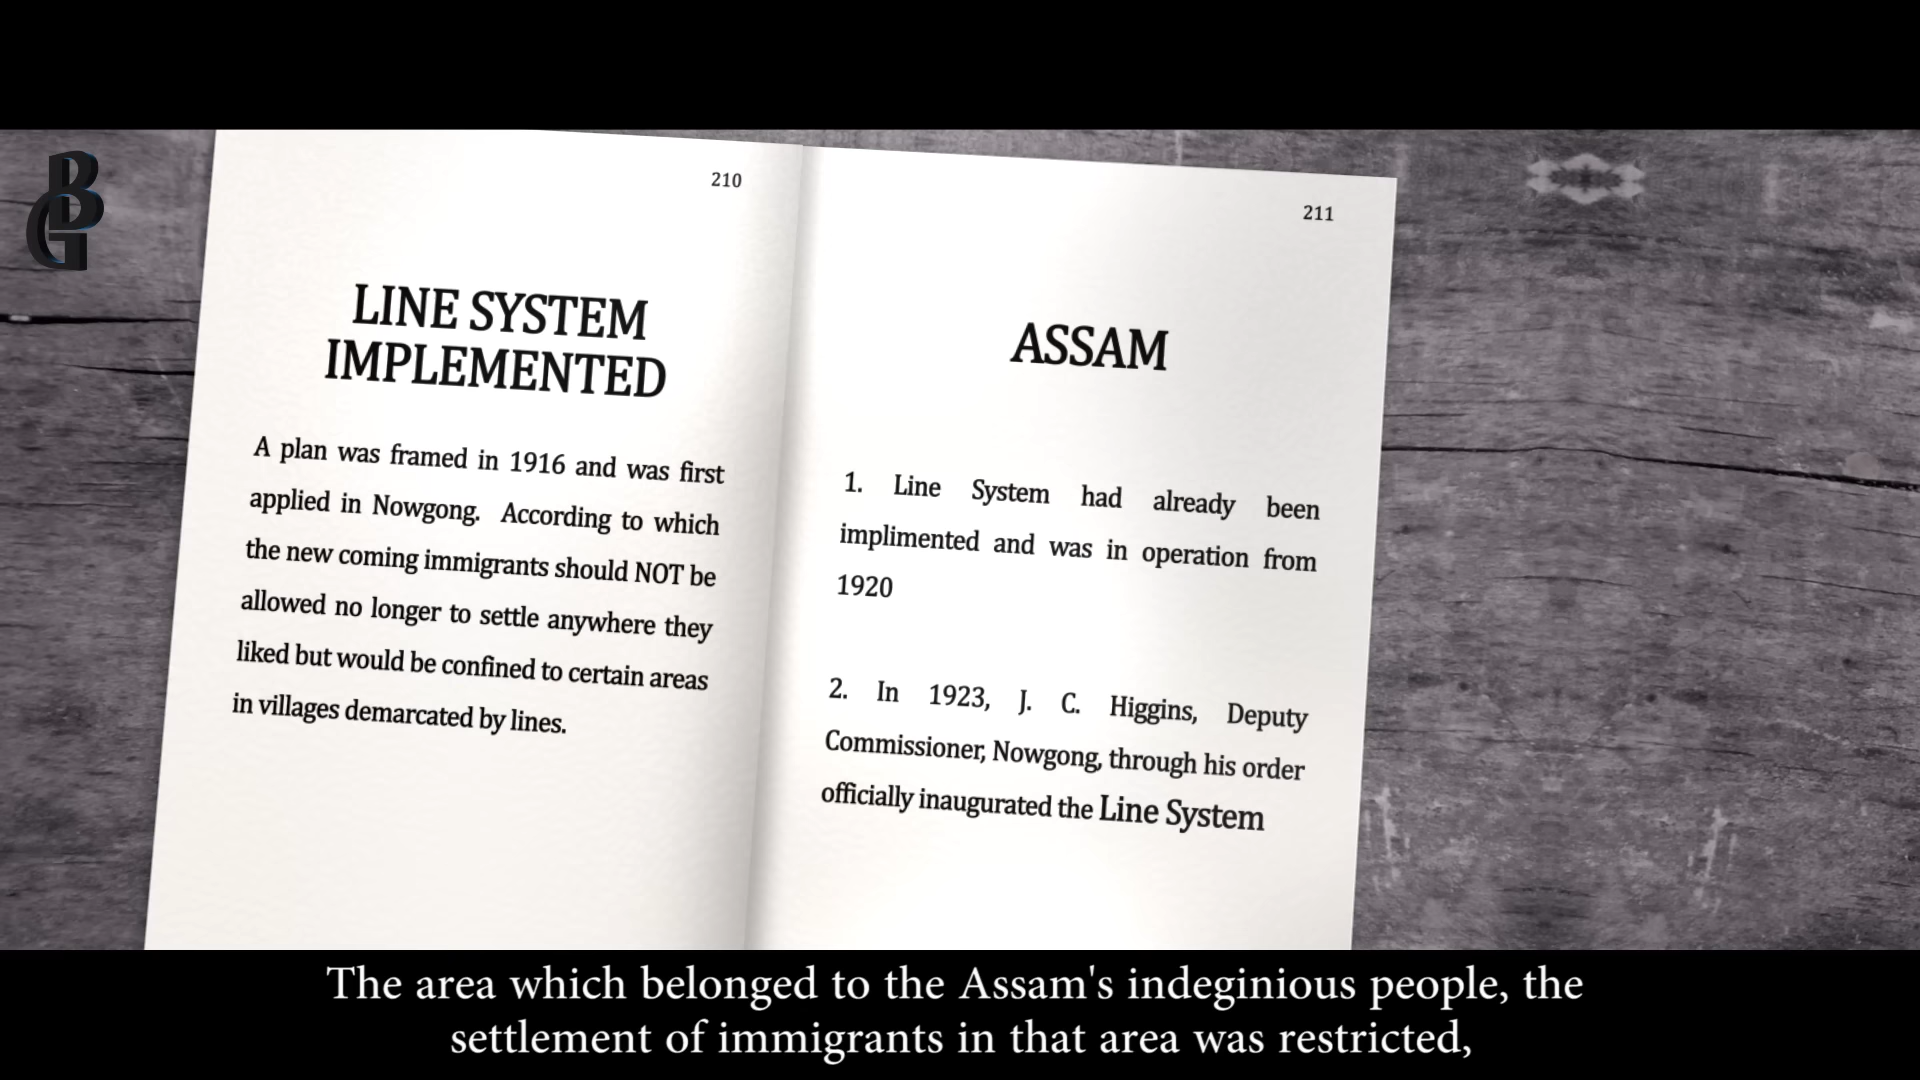 BG
210
LINE SYSTEM
IMPLEMENTED
A plan was framed in 1916 and was first
applied in Nowgong. According to which
the new coming immigrants should NOT be
allowed no longer to settle anywhere they
liked but would be confined to certain areas
in villages demarcated by lines.
211
ASSAM
1. Line System had already been
implimented and was in operation from
1920
2. In 1923, J. C. Higgins, Deputy
Commissioner, Nowgong, through his order
officially inaugurated the Line System
The area which belonged to the Assam's indeginious people, the
settlement of immigrants in that area was restricted,